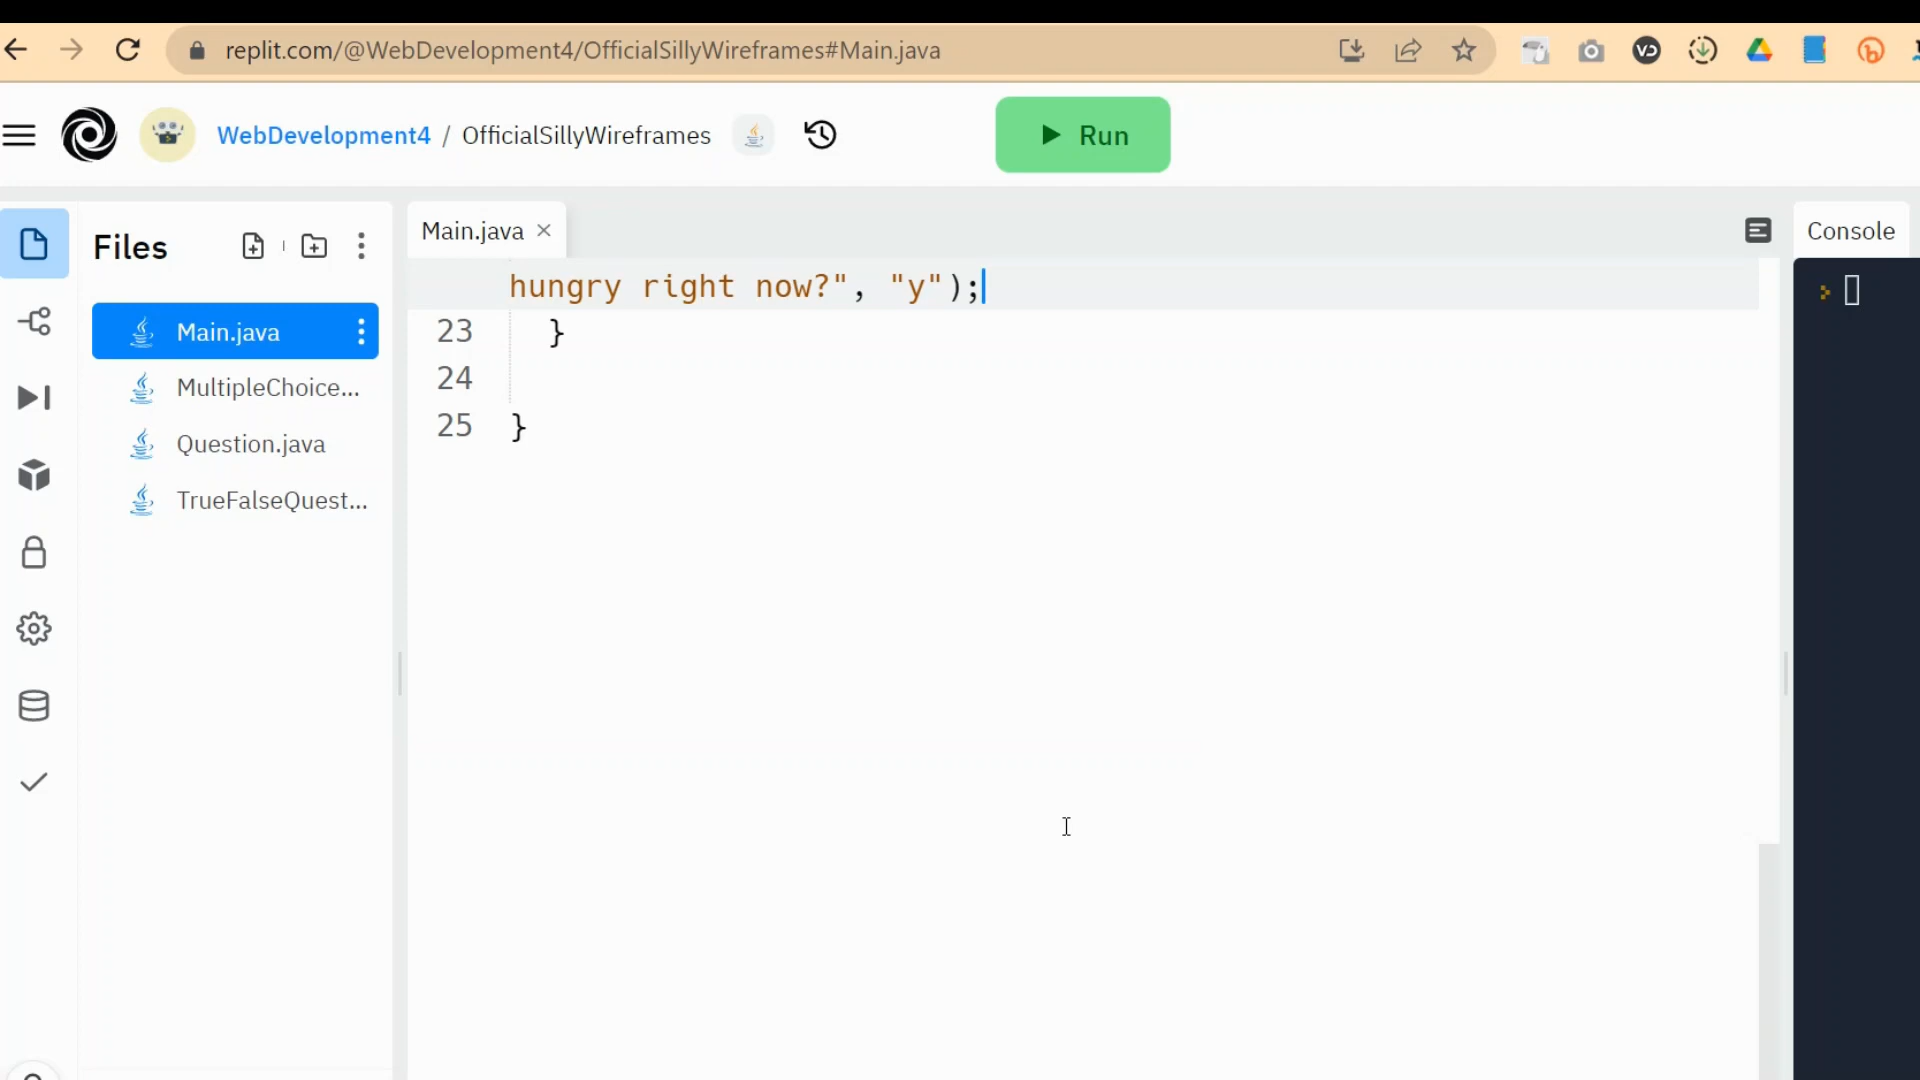 replit.com/@WebDevelopment4/OfficialSillyWireframes#Main.java
WebDevelopment4 / OfficialSillyWireframes
Run
Files
Main.java
Console
Main.java
MultipleChoice...
Question.java
TrueFalseQuest...
hungry right now?", "y");
23 }
24
25 }